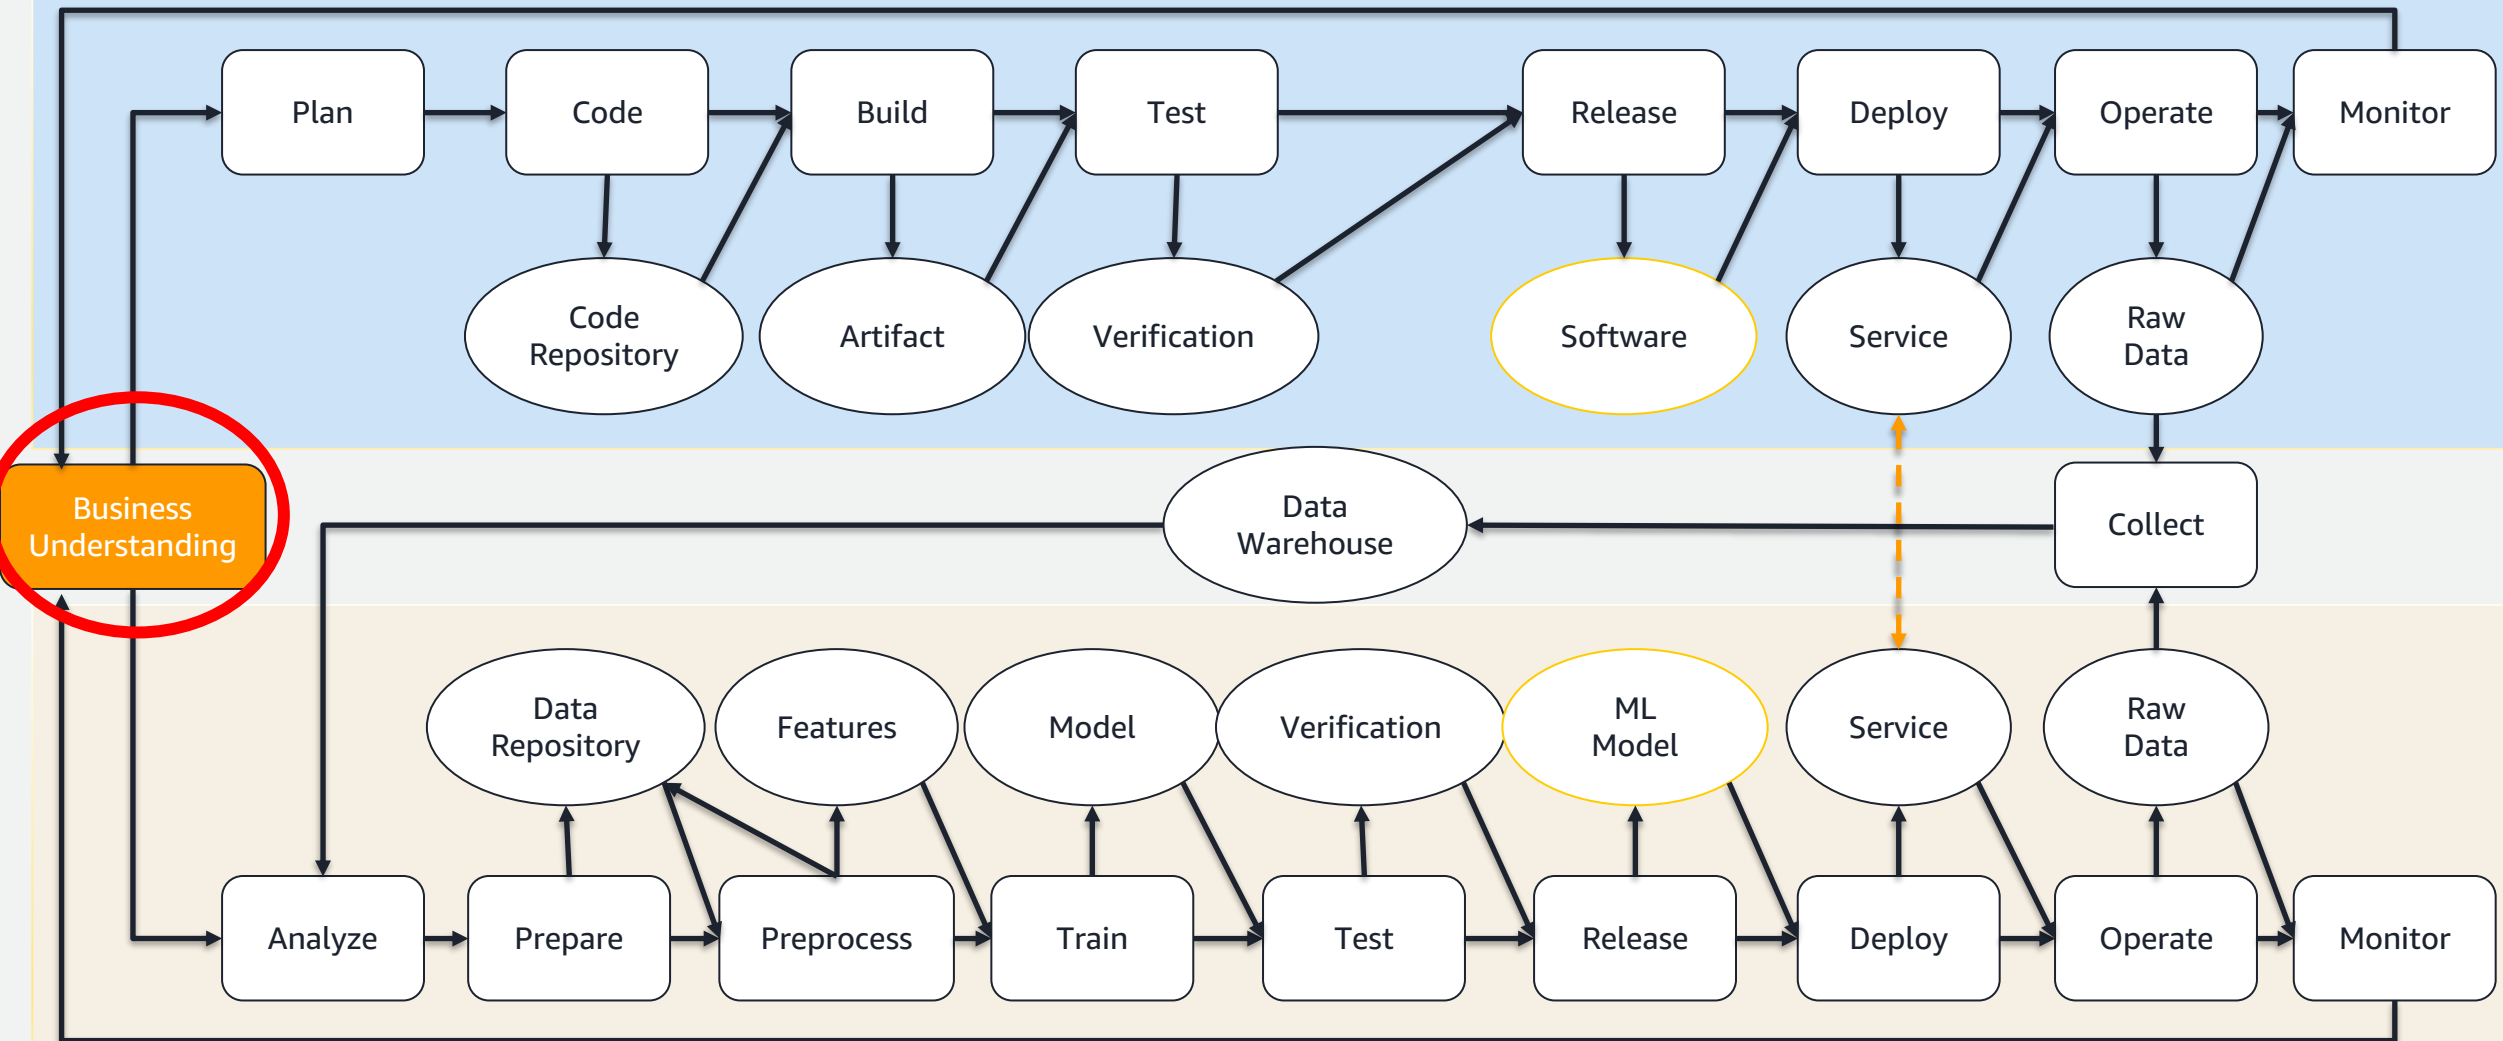 Plan
Code
Build
Test
Release
Deploy
Operate
Monitor
Code
Repository
Artifact
Verification
Software
Service
Raw
Data
Business
Understanding
Data
Warehouse
Collect
Data
Repository
Features
Model
Verification
ML
Model
Service
Raw
Data
Analyze
Prepare
Preprocess
Train
Test
Release
Deploy
Operate
Monitor